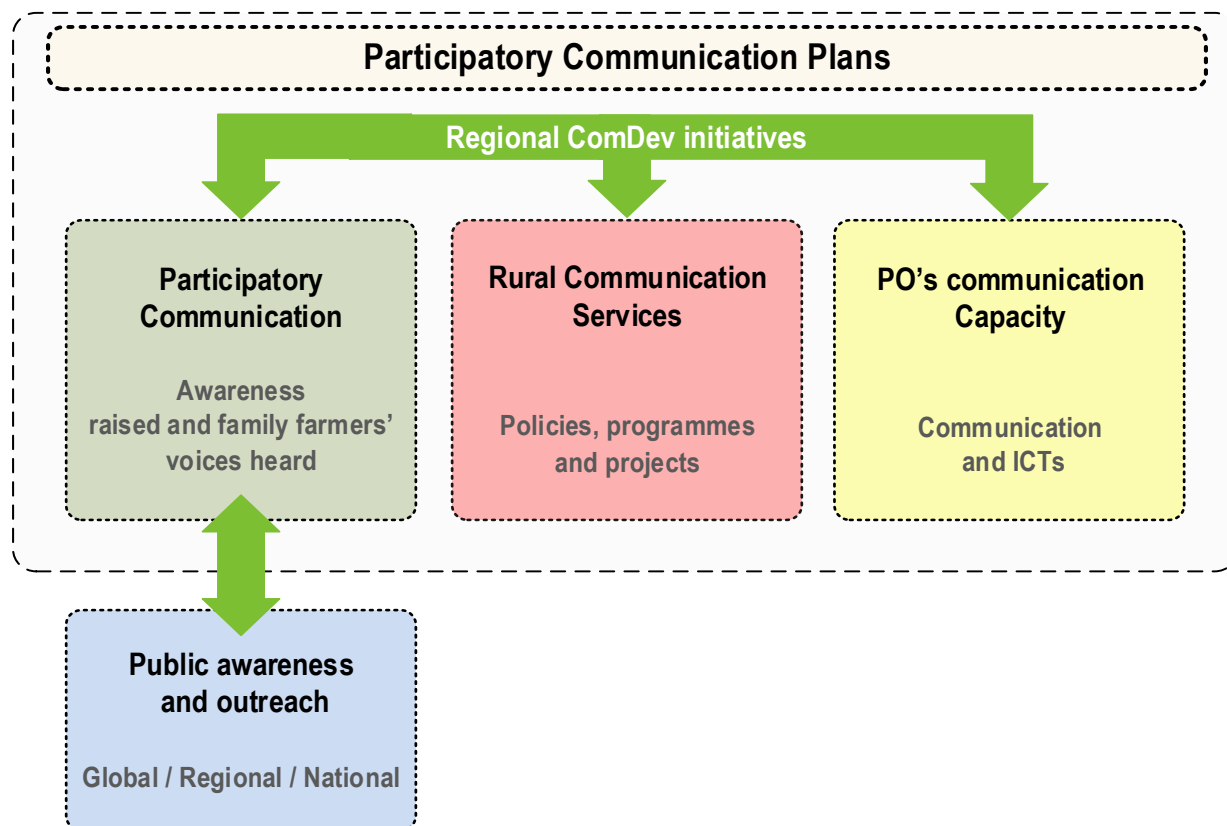 Participatory Communication Plans
Regional ComDev initiatives
Participatory
Communication
Awareness
raised and family farmers’
voices heard
Rural Communication
Services
Policies, programmes
and projects
PO’s communication
Capacity
Communication
and ICTs
Public awareness
and outreach
Global / Regional / National